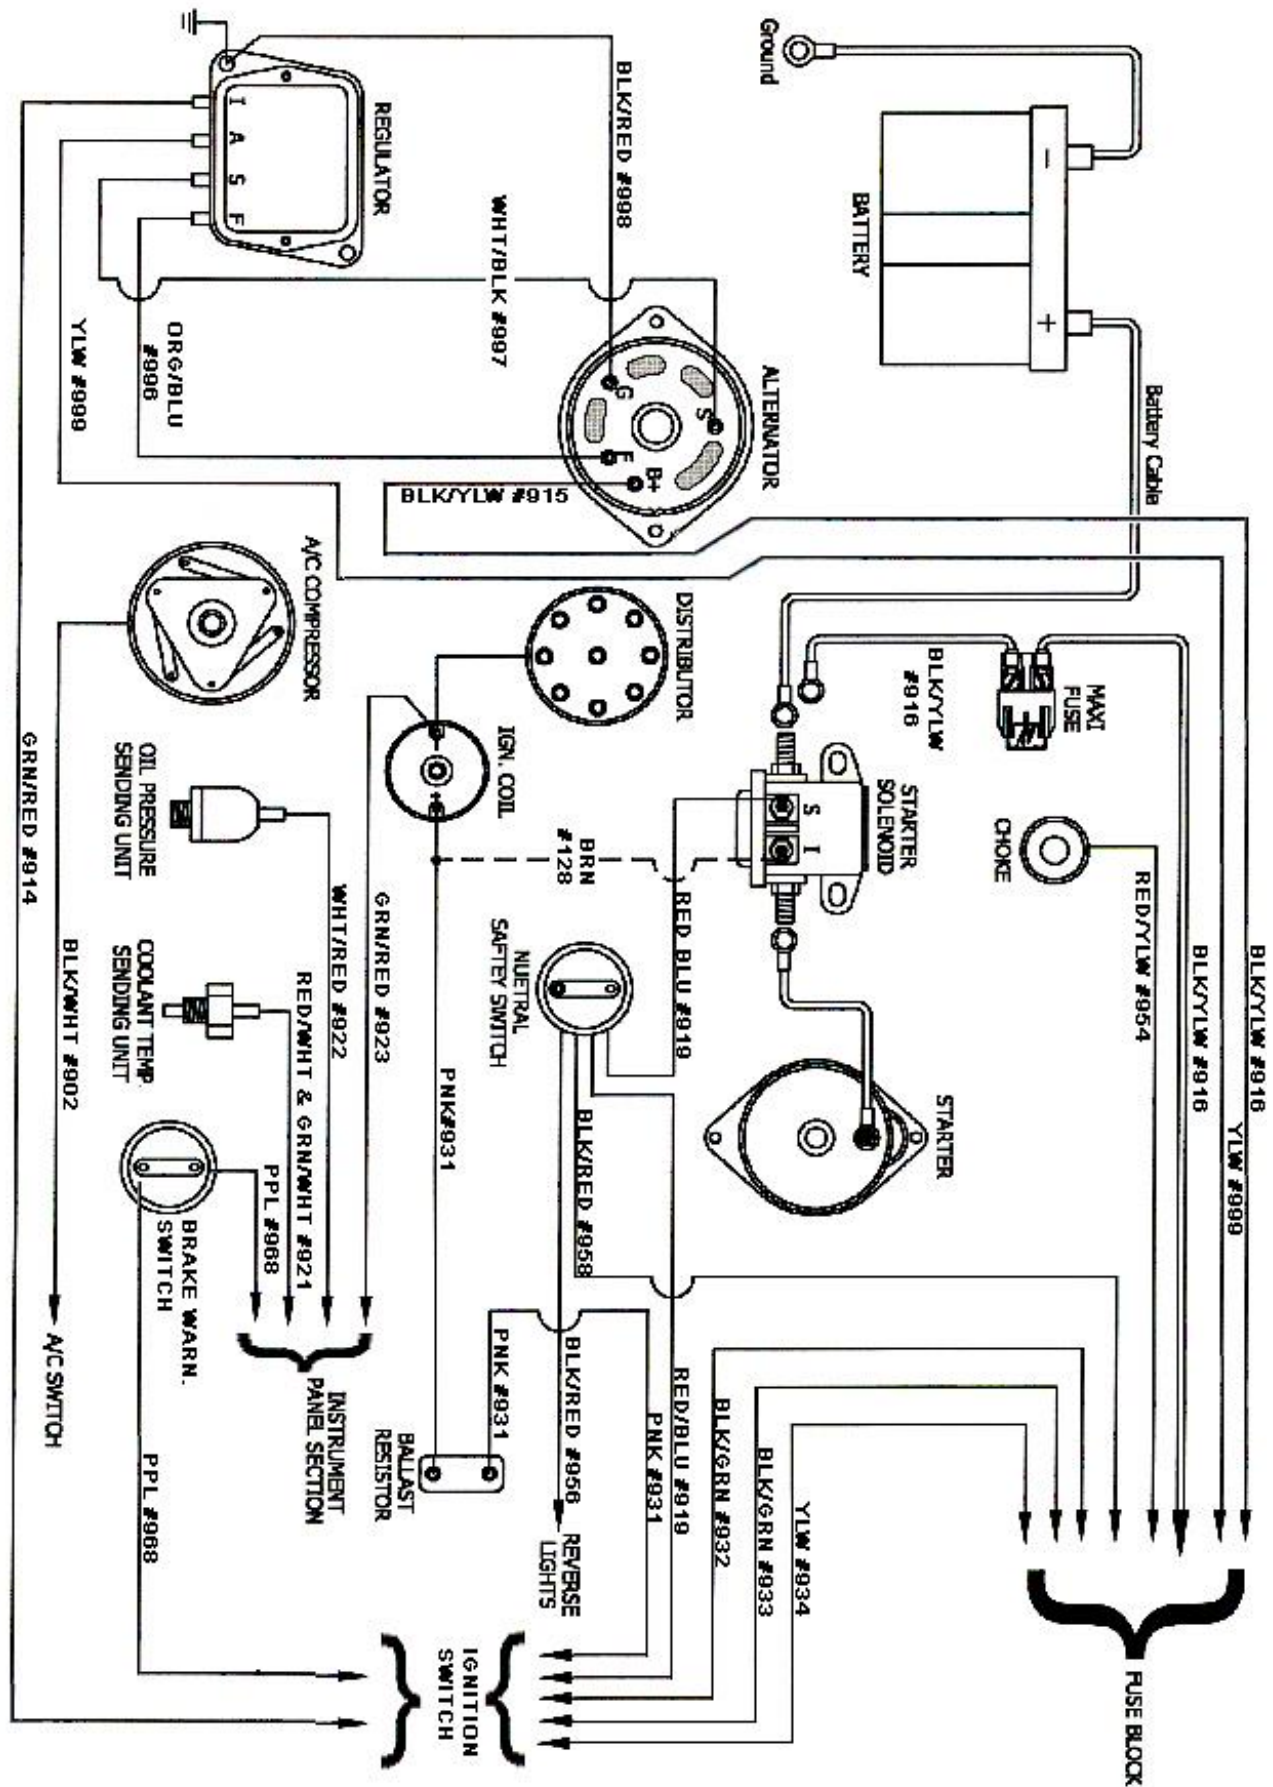 Ground
BATTERY
−
+
Battery Cable
REGULATOR
I
A
S
F
BLK/RED #998
WHT/BLK #997
ORG/BLU
#996
YLW #999
ALTERNATOR
G
S
F
B+
BLK/YLW #915
A/C COMPRESSOR
DISTRIBUTOR
IGN. COIL
-
+
BLK/YLW
#916
MAXI
FUSE
STARTER
SOLENOID
S
I
CHOKE
BRN
#128
RED BLU #919
NUETRAL
SAFTEY SWITCH
STARTER
RED/YLW #954
BLK/YLW #916
BLK/YLW #916
YLW #999
OIL PRESSURE
SENDING UNIT
COOLANT TEMP
SENDING UNIT
GRN/RED #914
BLK/WHT #902
WHT/RED #922
GRN/RED #923
RED/WHT & GRN/WHT #921
PPL #968
BRAKE WARN.
SWITCH
PNK#931
BLK/RED #958
A/C SWITCH
INSTRUMENT
PANEL SECTION
PPL #968
BALLAST
RESISTOR
PNK #931
BLK/RED #956
REVERSE
LIGHTS
PNK #931
RED/BLU #919
BLK/GRN #932
BLK/GRN #933
YLW #934
IGNITION
SWITCH
FUSE BLOCK